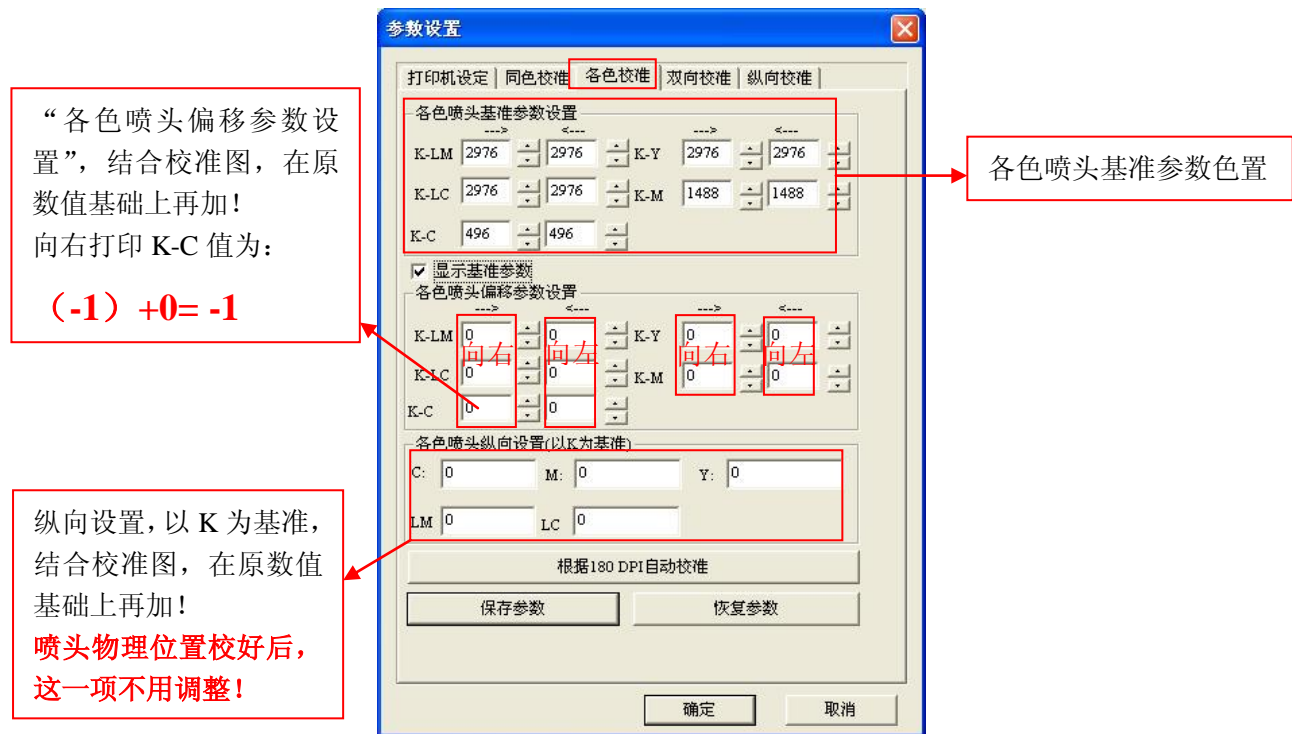 参数设置
打印机设定 同色校准 各色校准 双向校准 纵向校准
各色喷头基准参数设置
---> <--- ---> <---
K-LM 2976 2976 K-Y 2976 2976
K-LC 2976 2976 K-M 1488 1488
K-C 496 496
显示基准参数
各色喷头偏移参数设置
---> <--- ---> <---
K-LM 0 0 K-Y 0 0
向右 向左 向右 向左
K-LC 0 0 K-M 0 0
K-C 0 0
各色喷头纵向设置(以K为基准)
C: 0 M: 0 Y: 0
LM 0 LC 0
根据180 DPI自动校准
保存参数 恢复参数
确定 取消
“各色喷头偏移参数设
置”，结合校准图，在原
数值基础上再加！
向右打印 K-C 值为：
（-1）+0= -1
纵向设置，以 K 为基准，
结合校准图，在原数值
基础上再加！
喷头物理位置校好后，
这一项不用调整！
各色喷头基准参数色置